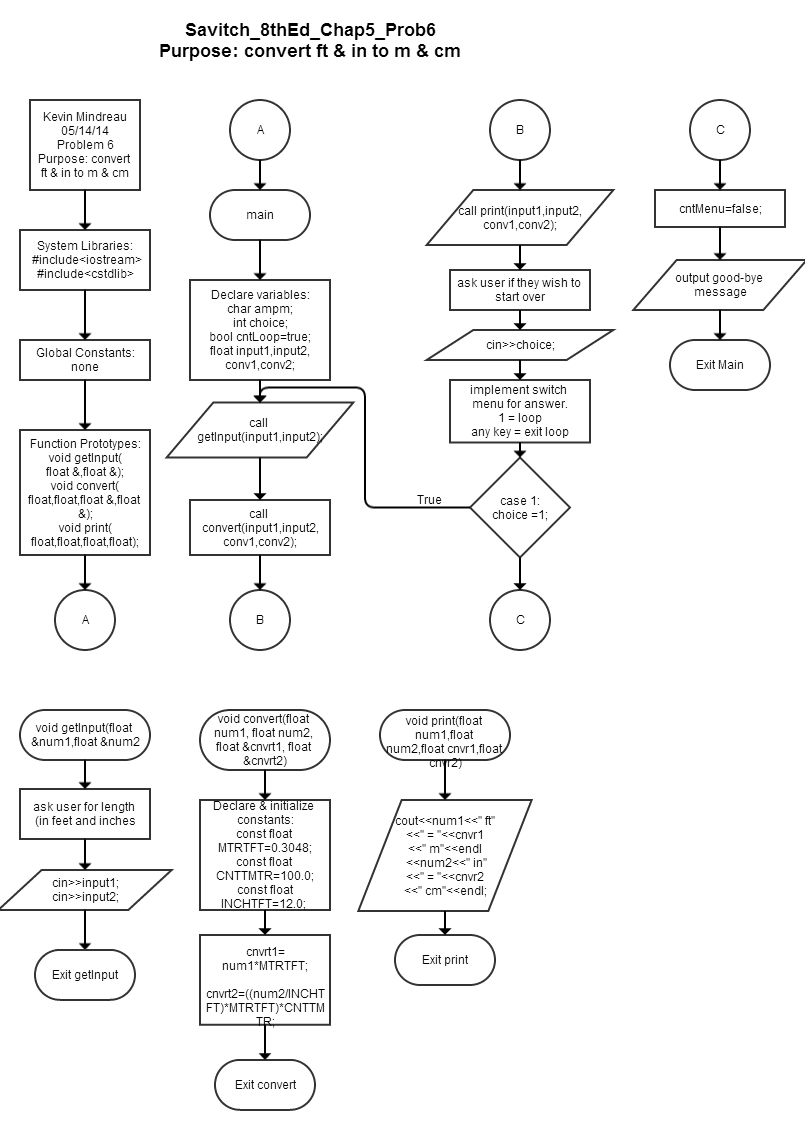 Savitch_8thEd_Chap5_Prob6
Purpose: convert ft & in to m & cm
Kevin Mindreau
05/14/14
Problem 6
Purpose: convert
ft & in to m & cm
System Libraries:
#include<iostream>
#include<cstdlib>
Global Constants:
none
Function Prototypes:
void getInput(
float &,float &);
void convert(
float,float,float &,float
&);
void print(
float,float,float,float);
A
A
main
Declare variables:
char ampm;
int choice;
bool cntLoop=true;
float input1,input2,
conv1,conv2;
call
getInput(input1,input2);
call
convert(input1,input2,
conv1,conv2);
B
B
call print(input1,input2,
conv1,conv2);
ask user if they wish to
start over
cin>>choice;
implement switch
menu for answer.
1 = loop
any key = exit loop
True
case 1:
choice =1;
C
C
cntMenu=false;
output good-bye
message
Exit Main
void getInput(float
&num1,float &num2
ask user for length
(in feet and inches
cin>>input1;
cin>>input2;
Exit getInput
void convert(float
num1, float num2,
float &cnvrt1, float
&cnvrt2)
Declare & initialize
constants:
const float
MTRTFT=0.3048;
const float
CNTTMTR=100.0;
const float
INCHTFT=12.0;
cnvrt1=
num1*MTRTFT;
cnvrt2=((num2/INCHT
FT)*MTRTFT)*CNTTM
TR;
Exit convert
void print(float
num1,float
num2,float cnvr1,float
cnvr2)
cout<<num1<<" ft"
<<" = "<<cnvr1
<<" m"<<endl
<<num2<<" in"
<<" = "<<cnvr2
<<" cm"<<endl;
Exit print